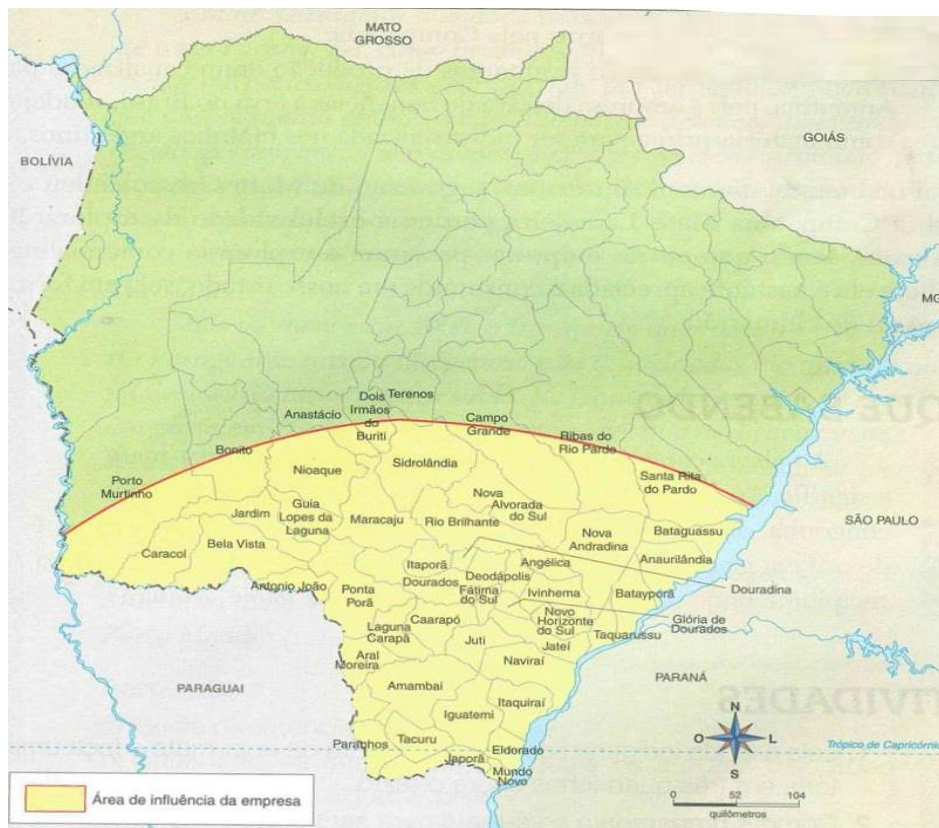 MATO
GROSSO
GOIÁS
BOLÍVIA
MG
Dois
Irmãos
do
Buriti
Terenos
Anastácio
Campo
Grande
Bonito
Ribas do
Rio Pardo
Porto
Murtinho
Nioaque
Sidrolândia
Santa Rita
do Pardo
Nova
Alvorada
do Sul
Jardim
Guia
Lopes da
Laguna
Maracaju
Rio Brilhante
Nova
Andradina
Bataguassu
SÃO PAULO
Caracol
Bela Vista
Itaporã
Angélica
Anaurilândia
Antonio João
Ponta
Porã
Dourados
Deodápolis
Fátima
do Sul
Ivinhema
Batayporã
Douradina
Laguna
Carapã
Caarapó
Novo
Horizonte
do Sul
Glória de
Dourados
Taquarussu
Juti
Jateí
Aral
Moreira
Naviraí
PARAGUAI
PARANÁ
Amambai
Itaquiraí
Iguatemi
Paranhos
Tacuru
Eldorado
Japorã
Mundo
Novo
N
O
L
S
Trópico de Capricórnio
Área de influência da empresa
0 52 104
quilômetros